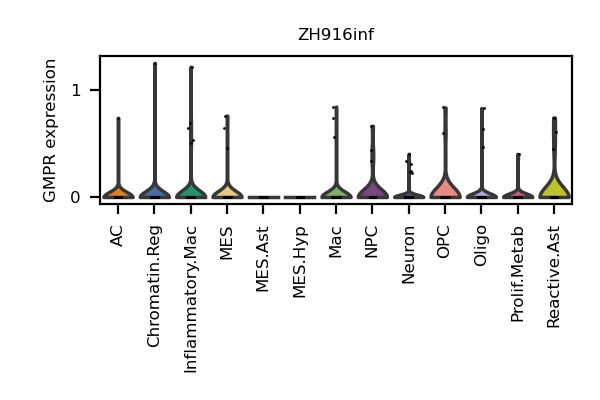 ZH916inf
GMPR expression
1
0
AC
Chromatin.Reg
Inflammatory.Mac
MES
MES.Ast
MES.Hyp
Mac
NPC
Neuron
OPC
Oligo
Prolif.Metab
Reactive.Ast